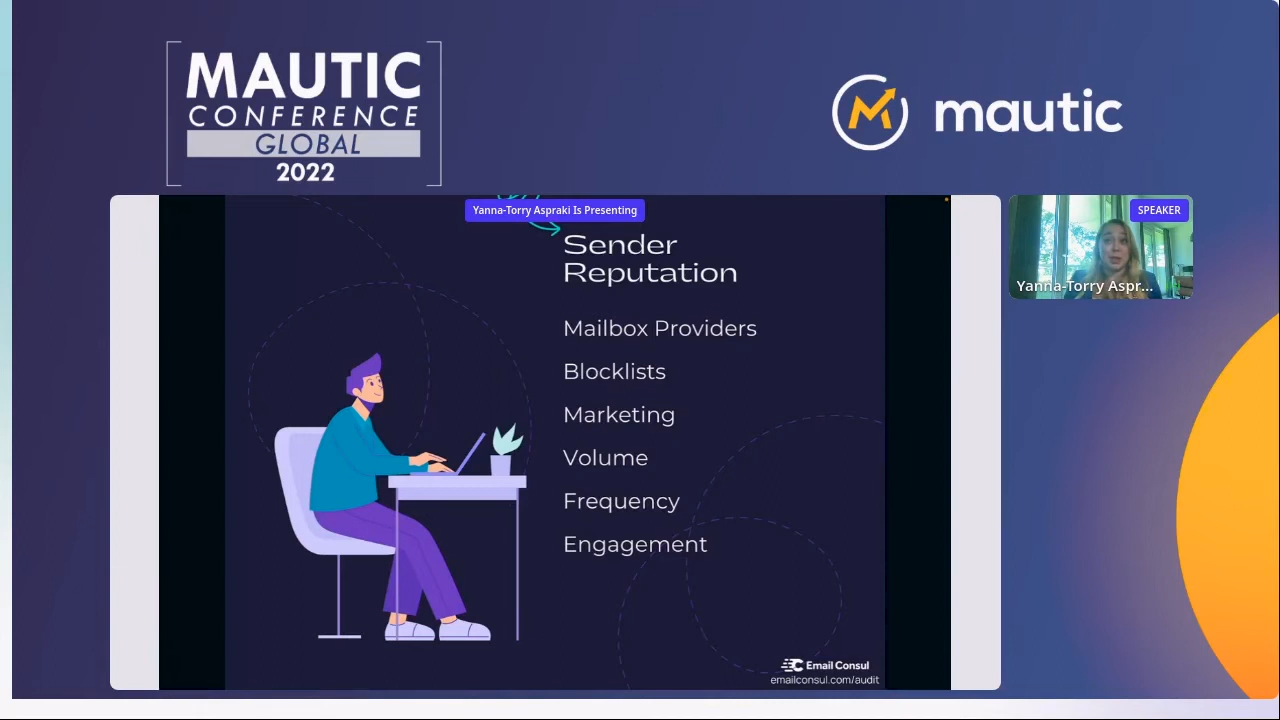 MAUTIC
CONFERENCE
GLOBAL
2022
mautic
Yanna-Torry Aspraki Is Presenting
SPEAKER
Yanna-Torry Aspr...
Sender
Reputation
Mailbox Providers
Blocklists
Marketing
Volume
Frequency
Engagement
Email Consul
emailconsul.com/audit